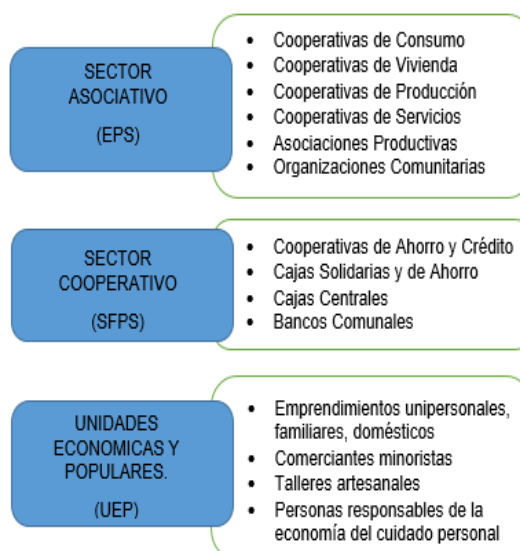 SECTOR
ASOCIATIVO
(EPS)
• Cooperativas de Consumo
• Cooperativas de Vivienda
• Cooperativas de Producción
• Cooperativas de Servicios
• Asociaciones Productivas
• Organizaciones Comunitarias
SECTOR
COOPERATIVO
(SFPS)
• Cooperativas de Ahorro y Crédito
• Cajas Solidarias y de Ahorro
• Cajas Centrales
• Bancos Comunales
UNIDADES
ECONOMICAS Y
POPULARES.
(UEP)
• Emprendimientos unipersonales,
familiares, domésticos
• Comerciantes minoristas
• Talleres artesanales
• Personas responsables de la
economía del cuidado personal